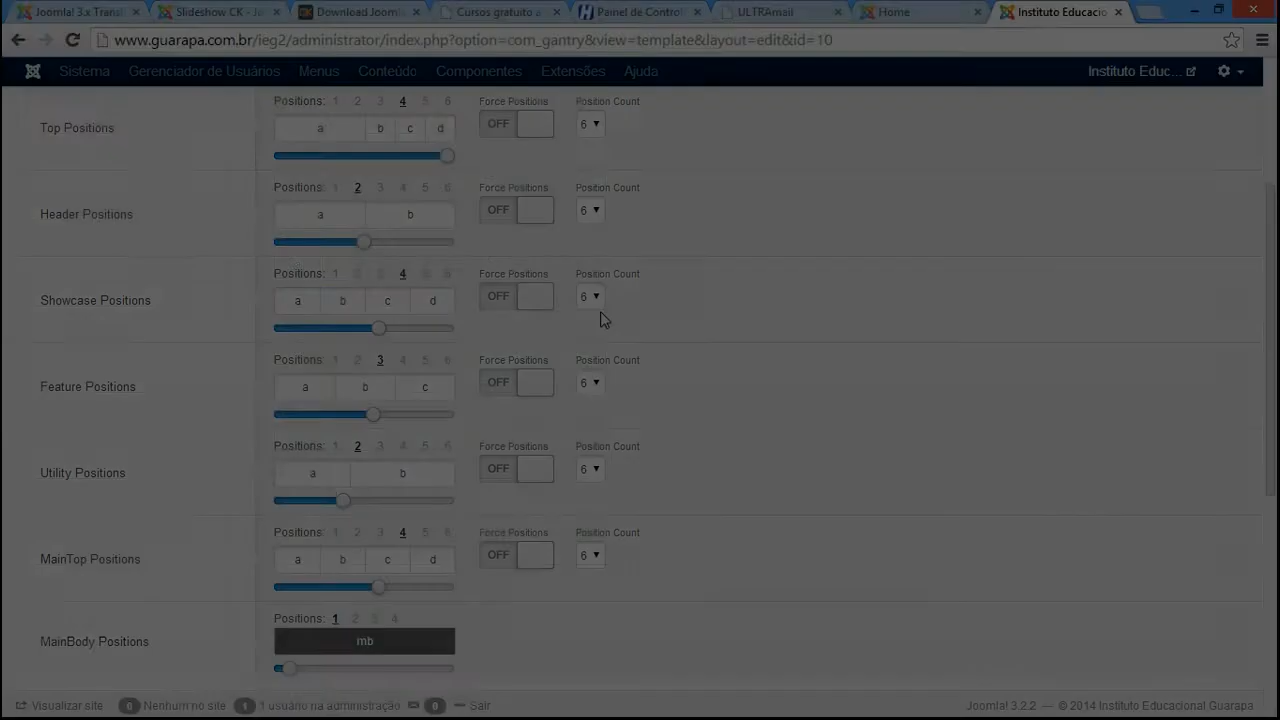 Joomla! 3.x Transl
Slideshow CK - Ju
Download Jooml
Cursos gratuito a
Painel de Control
ULTRAmail
Home
Instituto Educacio
www.guarapa.com.br/ieg2/administrator/index.php?option=com_gantry&view=template&layout=edit&id=10
Sistema Gerenciador de Usuários Menus Conteúdo Componentes Extensões Ajuda Instituto Educ...
Positions: 1 2 3 4 5 6 Force Positions Position Count
Top Positions a b c d OFF 6
Positions: 1 2 3 4 5 6 Force Positions Position Count
Header Positions a b OFF 6
Positions: 1 2 3 4 5 6 Force Positions Position Count
Showcase Positions a b c d OFF 6
Positions: 1 2 3 4 5 6 Force Positions Position Count
Feature Positions a b c OFF 6
Positions: 1 2 3 4 5 6 Force Positions Position Count
Utility Positions a b OFF 6
Positions: 1 2 3 4 5 6 Force Positions Position Count
MainTop Positions a b c d OFF 6
Positions: 1 2 3 4
MainBody Positions mb
Visualizar site 0 Nenhum no site 1 1 usuário na administração 0 Sair Joomla! 3.2.2 — © 2014 Instituto Educacional Guarapa